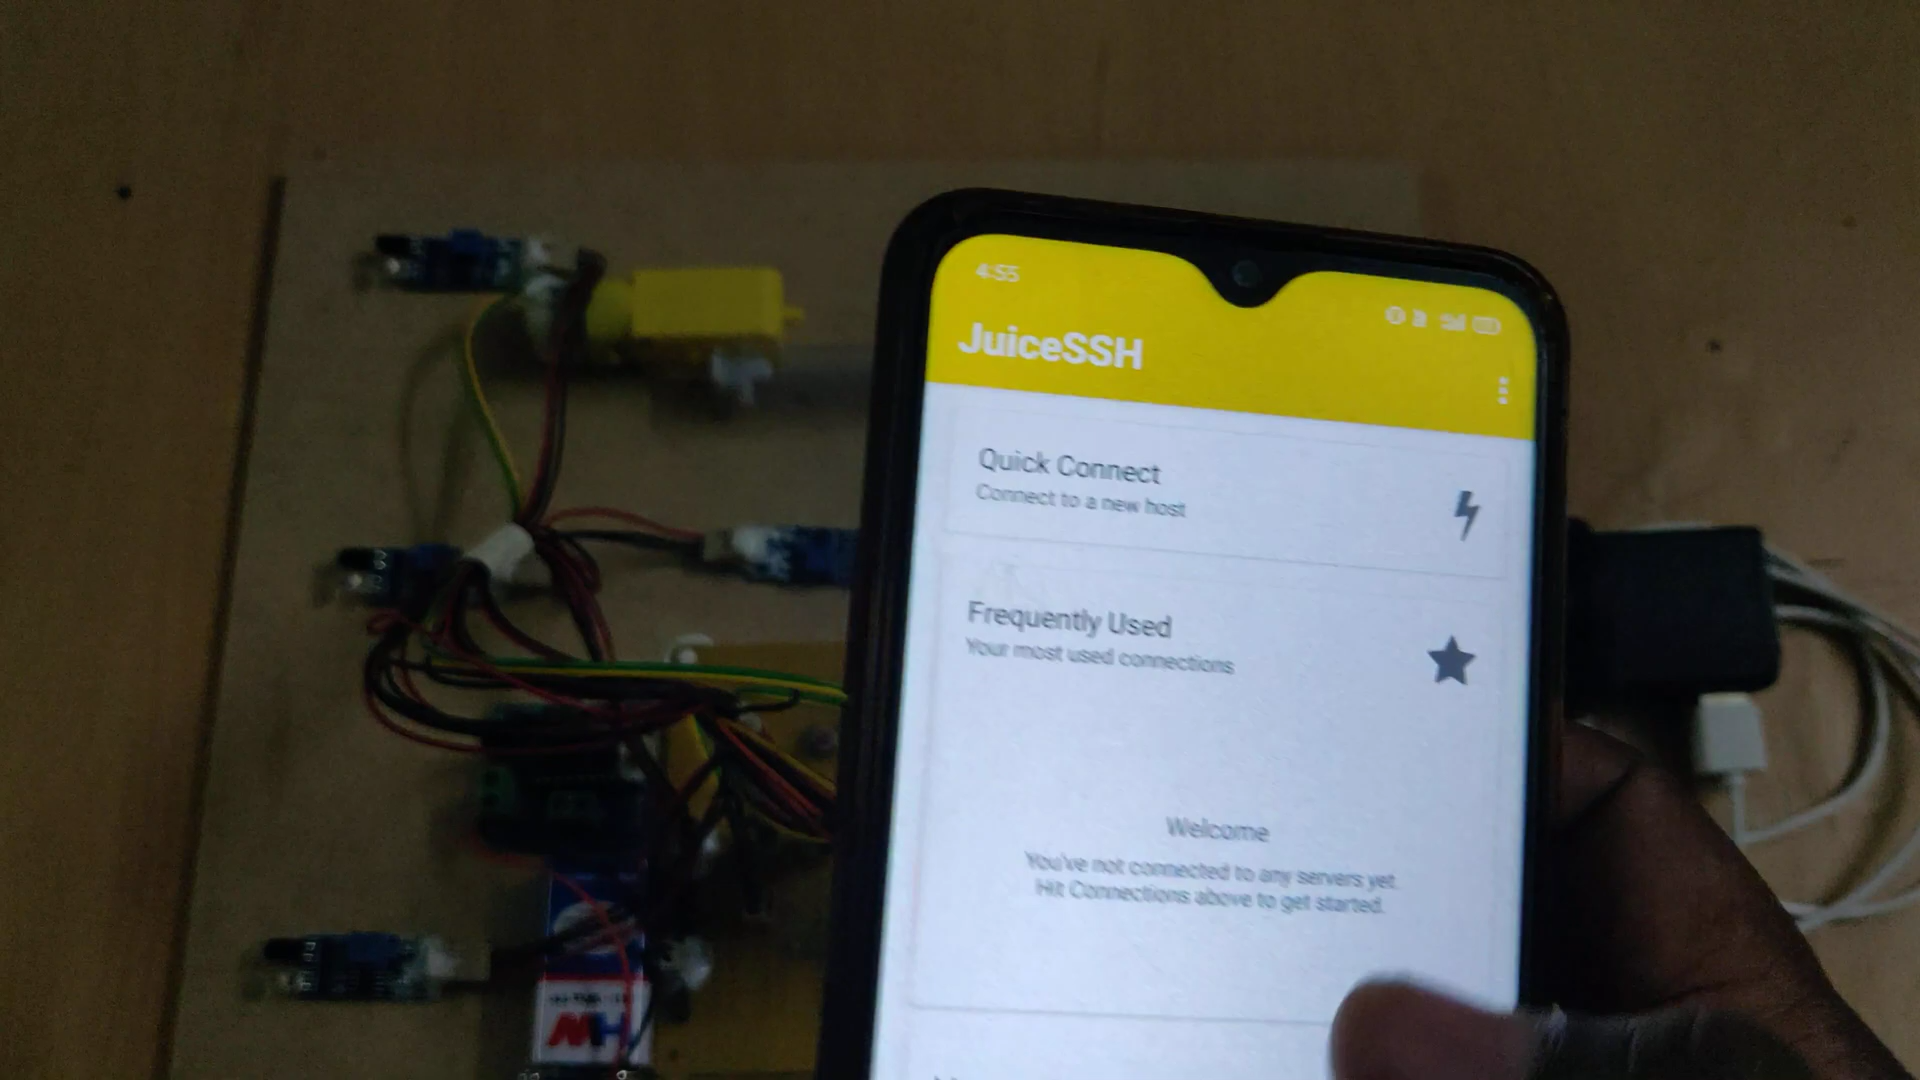 4:55
JuiceSSH
Quick Connect
Connect to a new host
Frequently Used
Your most used connections
Welcome
You've not connected to any servers yet
Hit Connections above to get started.
HW